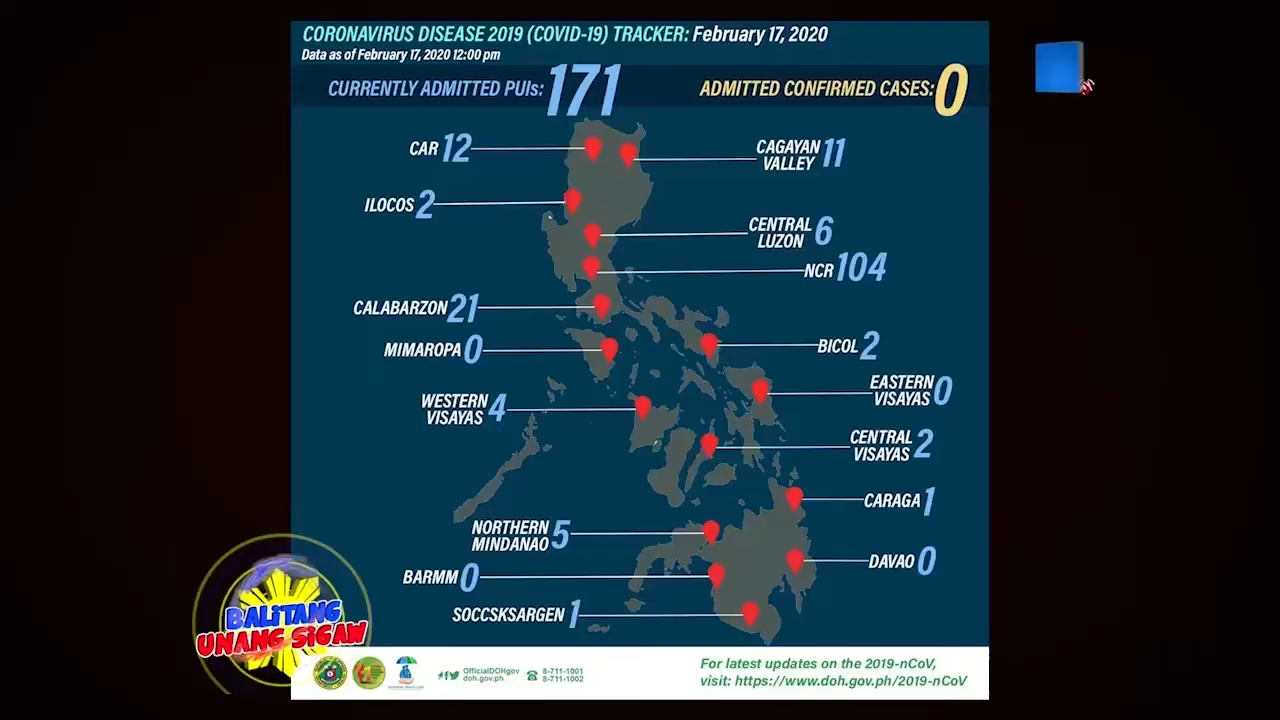 CORONAVIRUS DISEASE 2019 (COVID-19) TRACKER: February 17, 2020
Data as of February 17, 2020 12:00 pm
CURRENTLY ADMITTED PUIs: 171
ADMITTED CONFIRMED CASES: 0
CAR 12
CAGAYAN
VALLEY 11
ILOCOS 2
CENTRAL
LUZON 6
NCR 104
CALABARZON 21
MIMAROPA 0
BICOL 2
EASTERN
VISAYAS 0
WESTERN
VISAYAS 4
CENTRAL
VISAYAS 2
CARAGA 1
NORTHERN
MINDANAO 5
DAVAO 0
BARMM 0
SOCCSKSARGEN 1
BALITANG
UNANG SIGAW
OfficialDOHgov
doh.gov.ph
8-711-1001
8-711-1002
For latest updates on the 2019-nCoV,
visit: https://www.doh.gov.ph/2019-nCoV